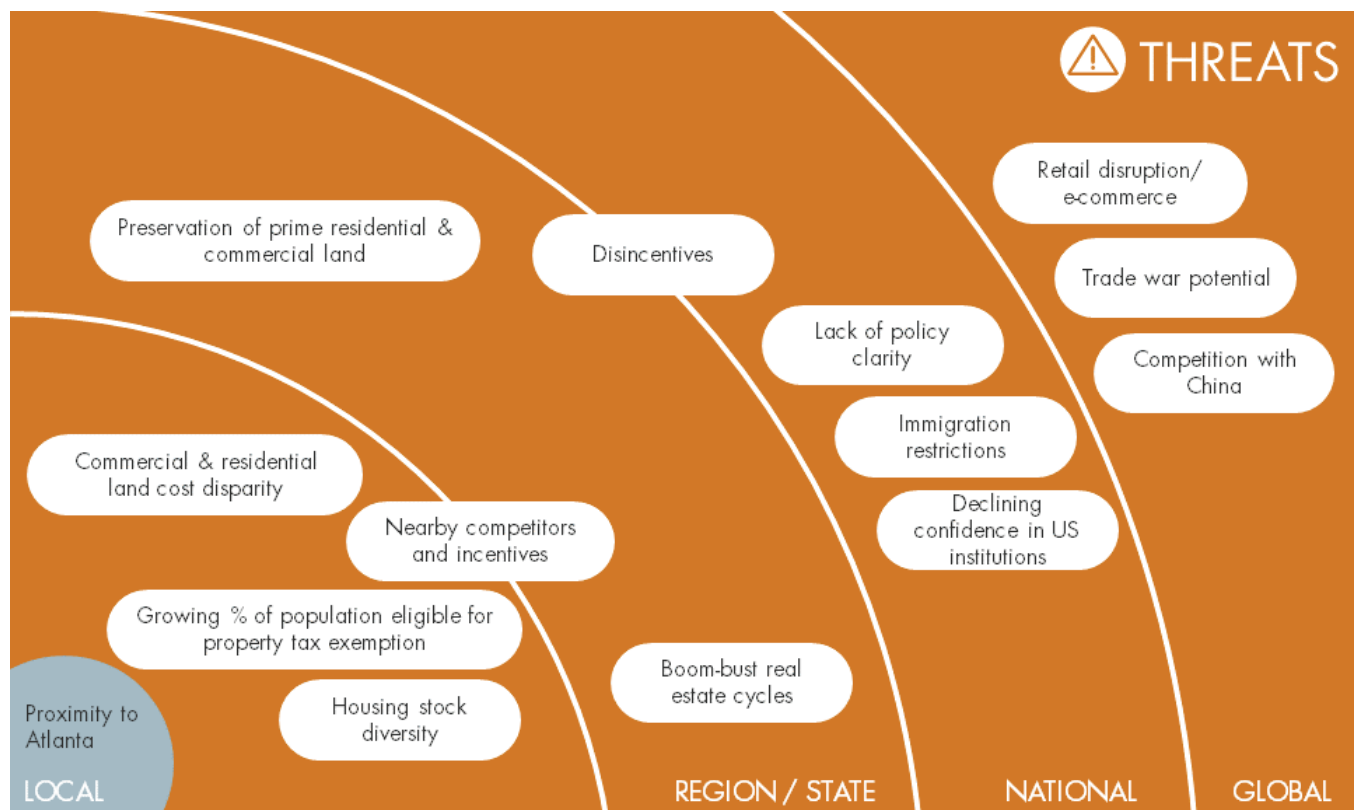 THREATS
Retail disruption/
e-commerce
Preservation of prime residential &
commercial land
Disincentives
Trade war potential
Lack of policy
clarity
Competition with
China
Immigration
restrictions
Commercial & residential
land cost disparity
Declining
confidence in US
institutions
Nearby competitors
and incentives
Growing % of population eligible for
property tax exemption
Boom-bust real
estate cycles
Housing stock
diversity
Proximity to
Atlanta
LOCAL
REGION / STATE
NATIONAL
GLOBAL